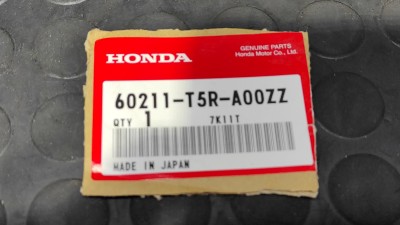 HONDA
GENUINE PARTS
Honda Motor Co., Ltd.
60211-T5R-A00ZZ
QTY 1 7K11T
MADE IN JAPAN